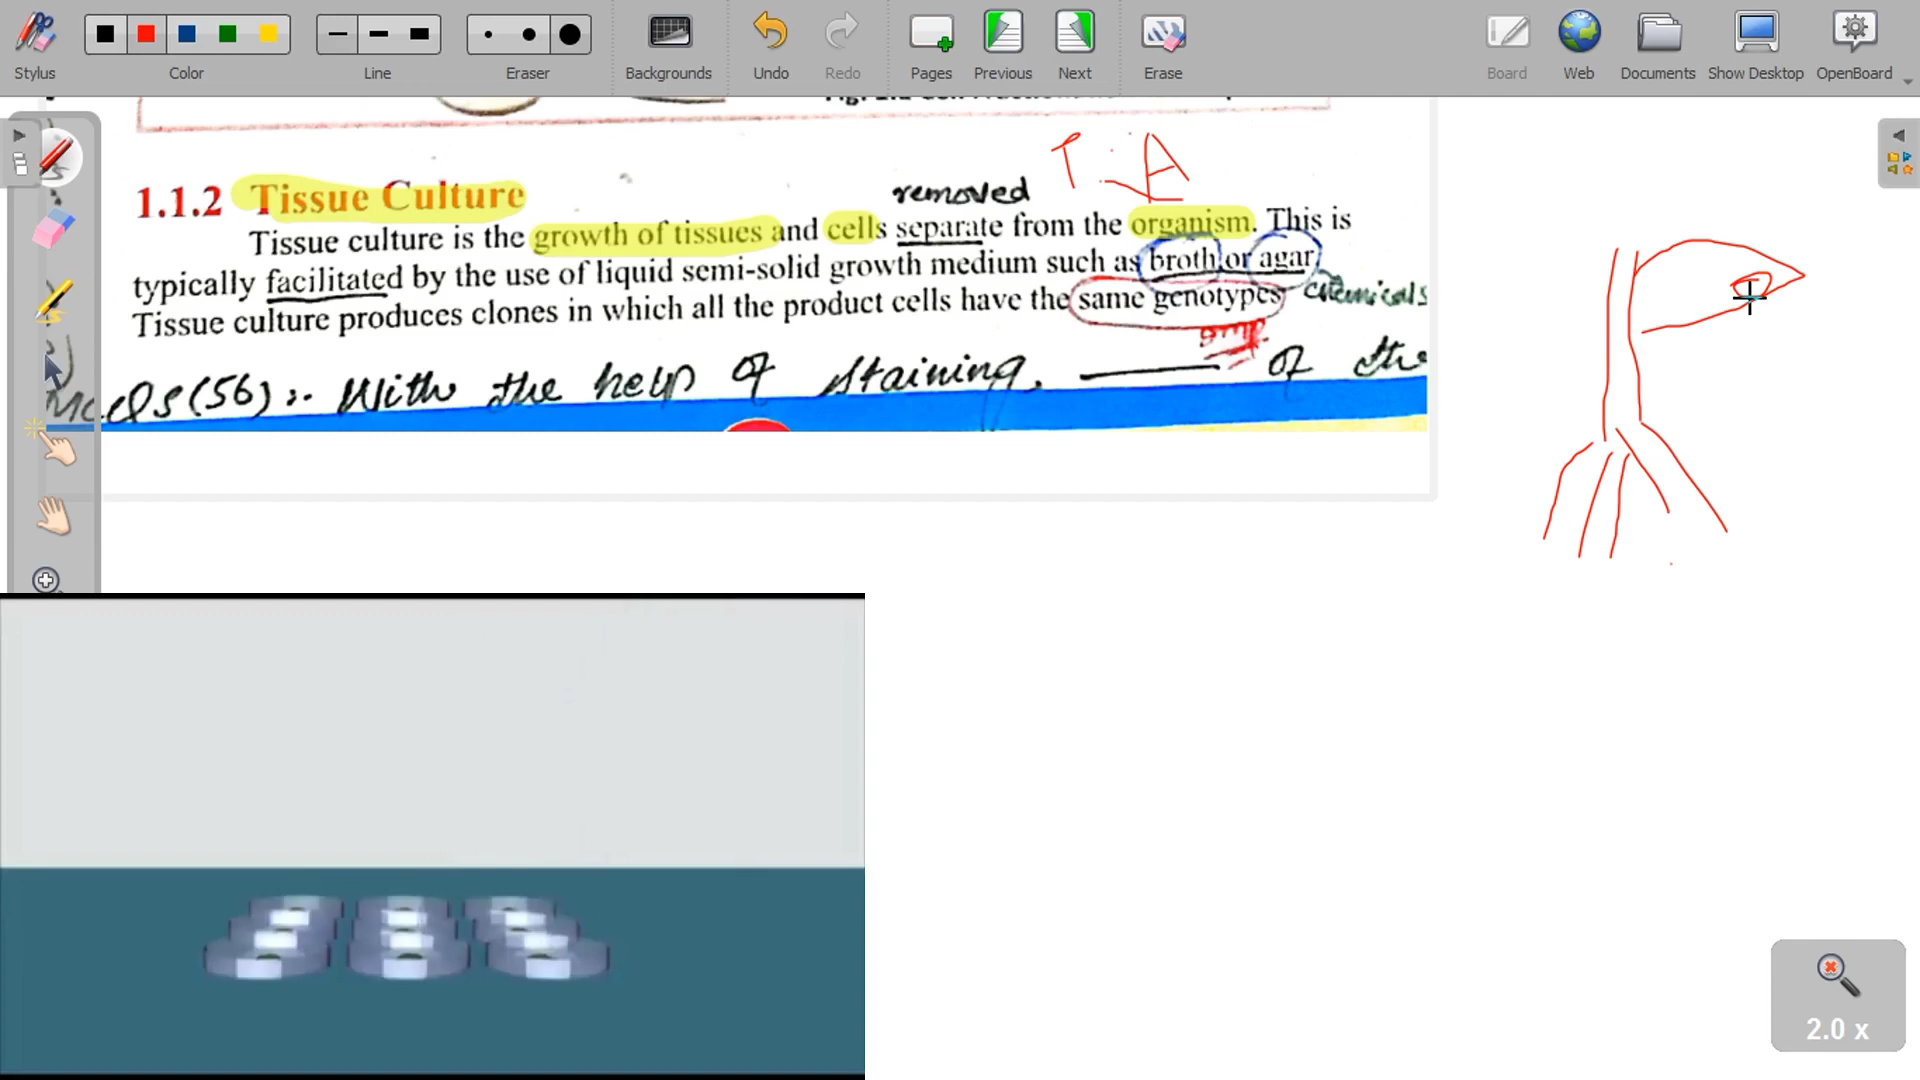 Stylus Color Line Eraser Backgrounds Undo Redo Pages Previous Next Erase Board Web Documents Show Desktop OpenBoard
T A
1.1.2 Tissue Culture
removed
Tissue culture is the growth of tissues and cells separate from the organism. This is
typically facilitated by the use of liquid semi-solid growth medium such as broth or agar.
chemicals
Tissue culture produces clones in which all the product cells have the same genotypes
(56):- With the help of staining, ______ of the
2.0 x